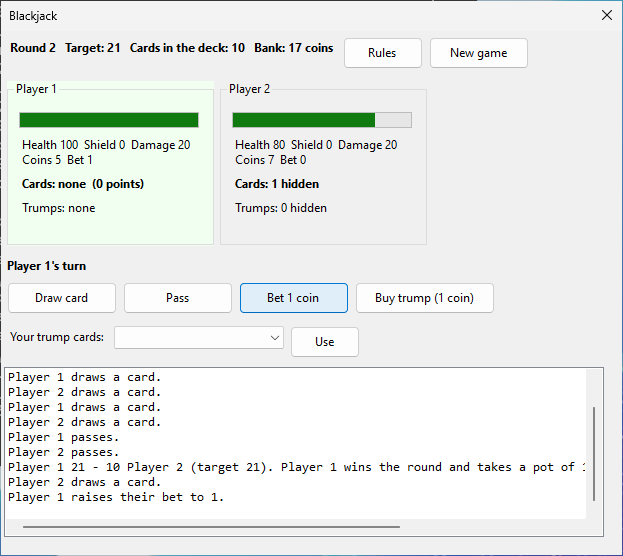 Blackjack
Round 2 Target: 21 Cards in the deck: 10 Bank: 17 coins Rules New game
Player 1
Health 100 Shield 0 Damage 20
Coins 5 Bet 1
Cards: none (0 points)
Trumps: none
Player 2
Health 80 Shield 0 Damage 20
Coins 7 Bet 0
Cards: 1 hidden
Trumps: 0 hidden
Player 1's turn
Draw card Pass Bet 1 coin Buy trump (1 coin)
Your trump cards: Use
Player 1 draws a card.
Player 2 draws a card.
Player 1 draws a card.
Player 2 draws a card.
Player 1 passes.
Player 2 passes.
Player 1 21 - 10 Player 2 (target 21). Player 1 wins the round and takes a pot of
Player 2 draws a card.
Player 1 raises their bet to 1.